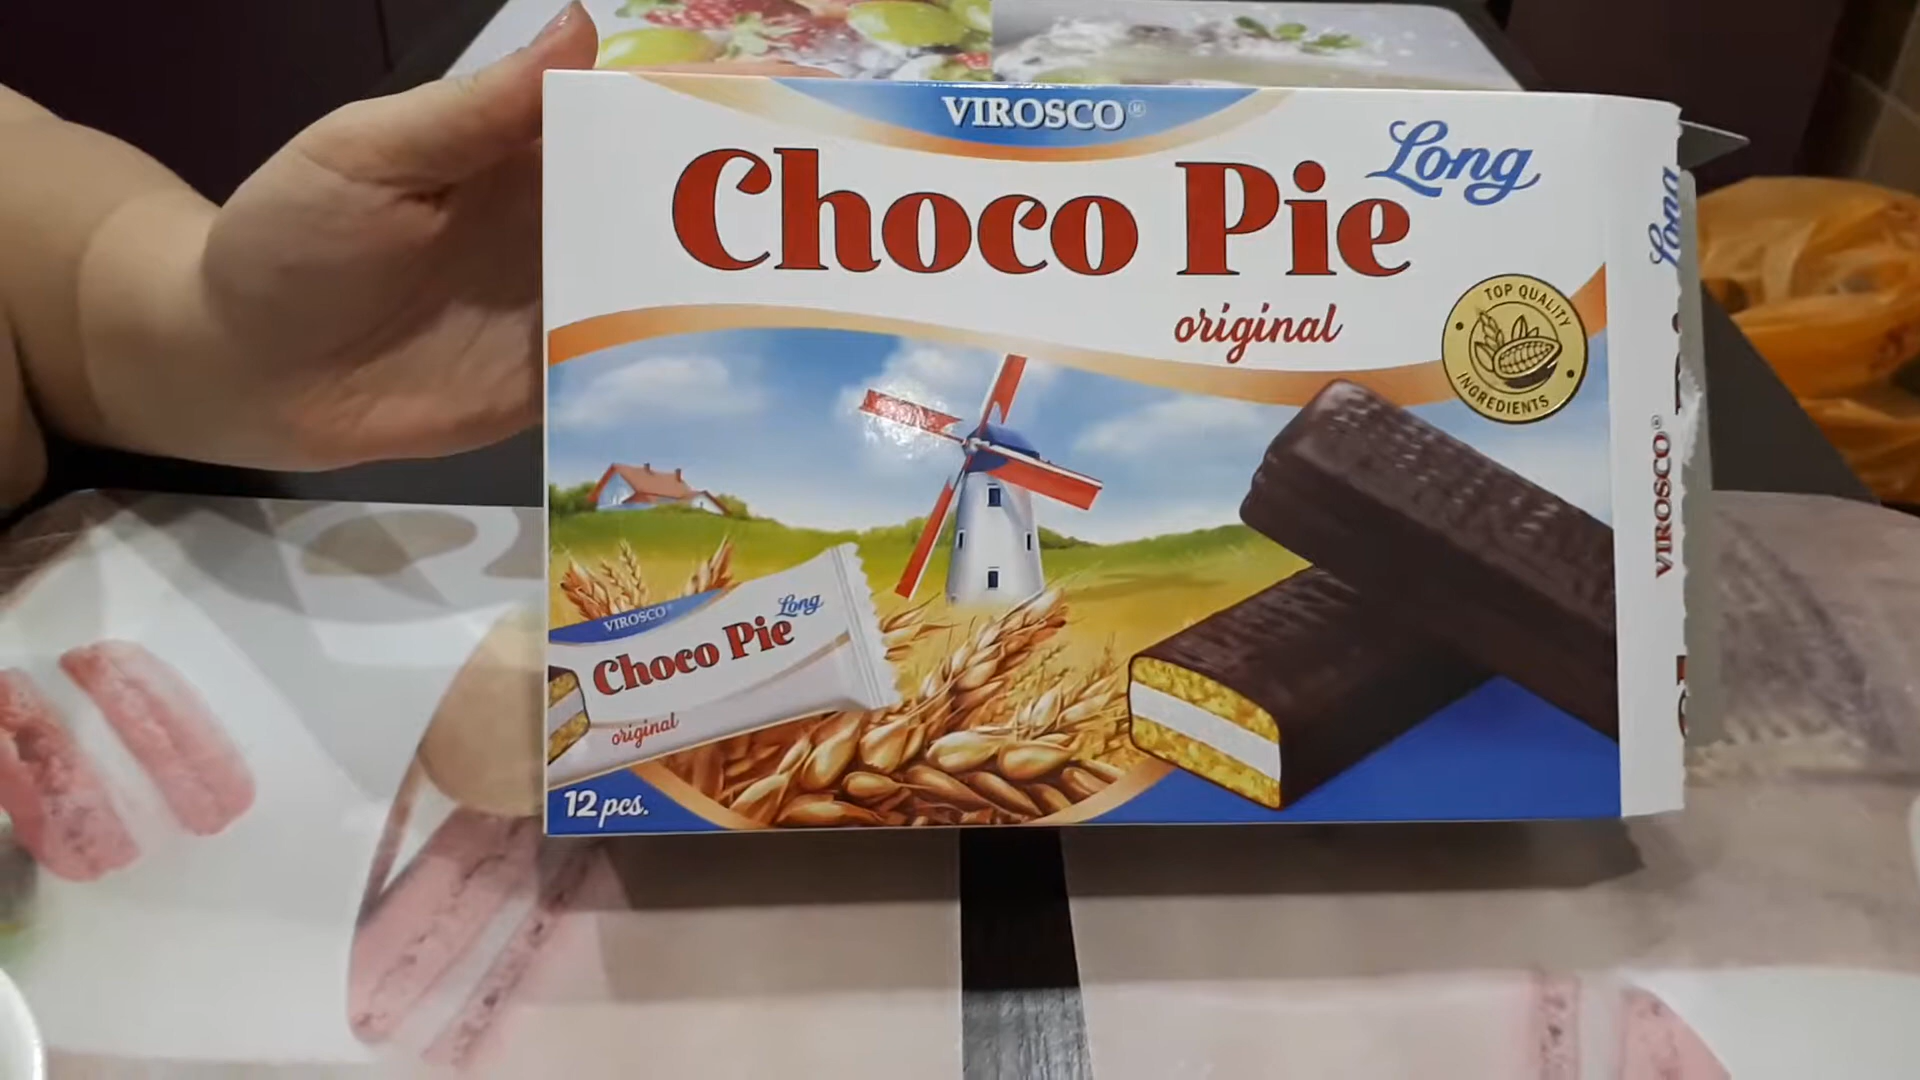 VIROSCO®
Choco Pie Long
original
TOP QUALITY
INGREDIENTS
VIROSCO®
Choco Pie Long
original
12 pcs.
Long
VIROSCO®